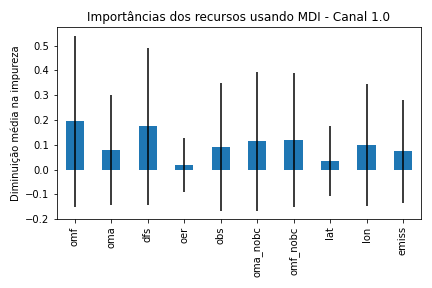 Importâncias dos recursos usando MDI - Canal 1.0
Diminuição média na impureza
0.5
0.4
0.3
0.2
0.1
0.0
−0.1
−0.2
omf
oma
dfs
oer
obs
oma_nobc
omf_nobc
lat
lon
emiss